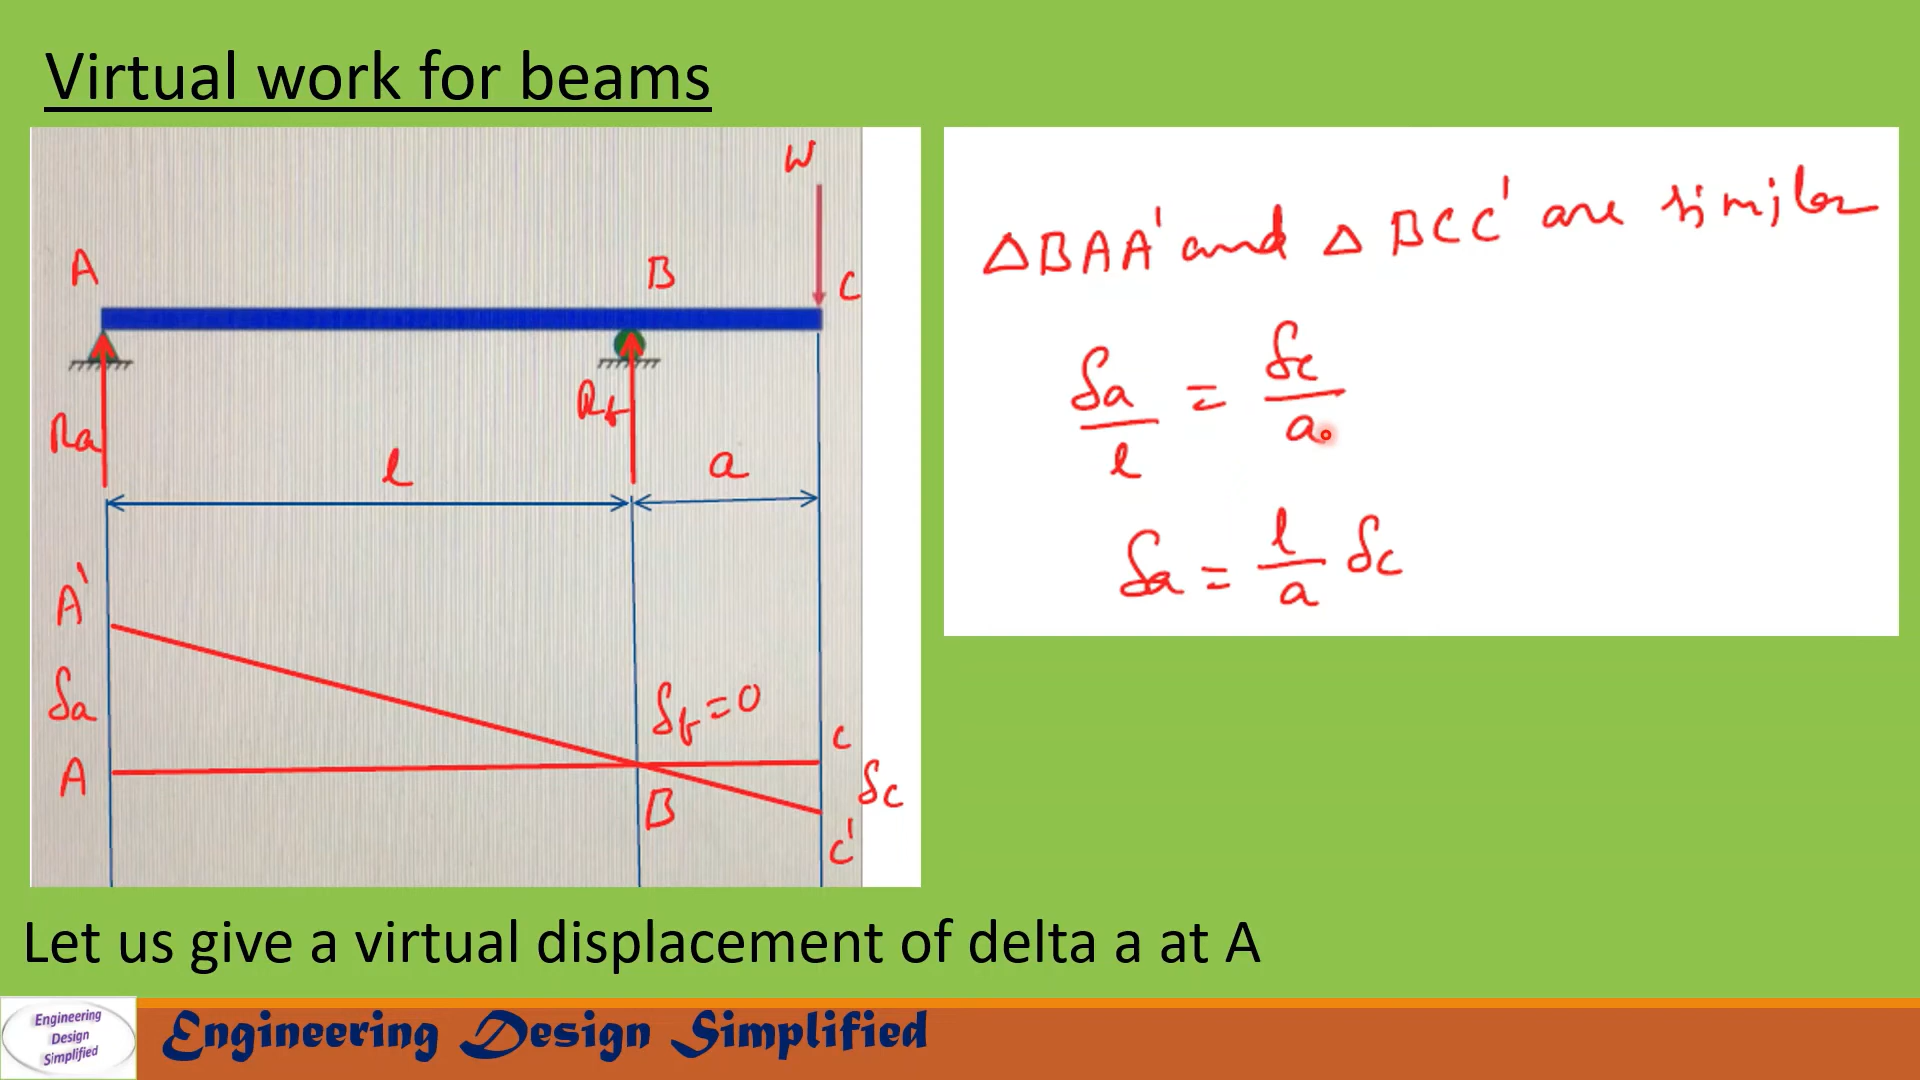 Virtual work for beams
W
A
B
C
Ra
Rb
l
a
A'
δa
δb = 0
C
A
δc
B
C'
ΔBAA' and ΔBCC' are similar
δa/l = δc/a
δa = l/a δc
Let us give a virtual displacement of delta a at A
Engineering
Design
Simplified
Engineering Design Simplified